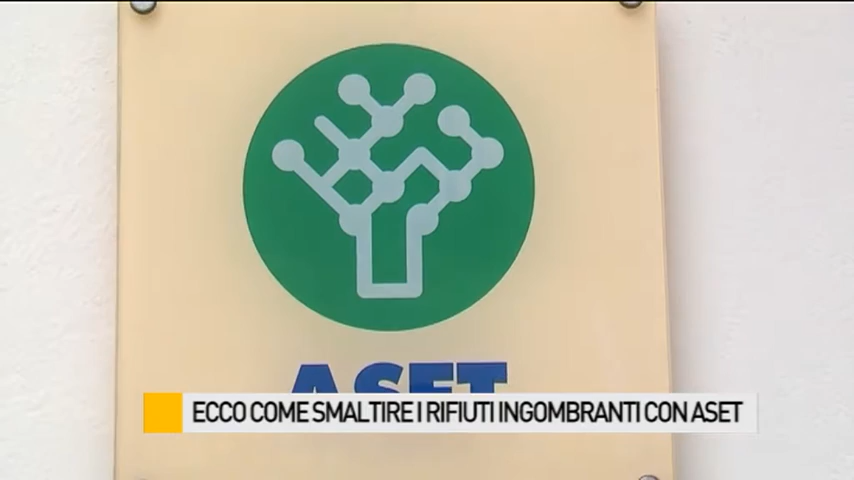 ASET
ECCO COME SMALTIRE I RIFIUTI INGOMBRANTI CON ASET